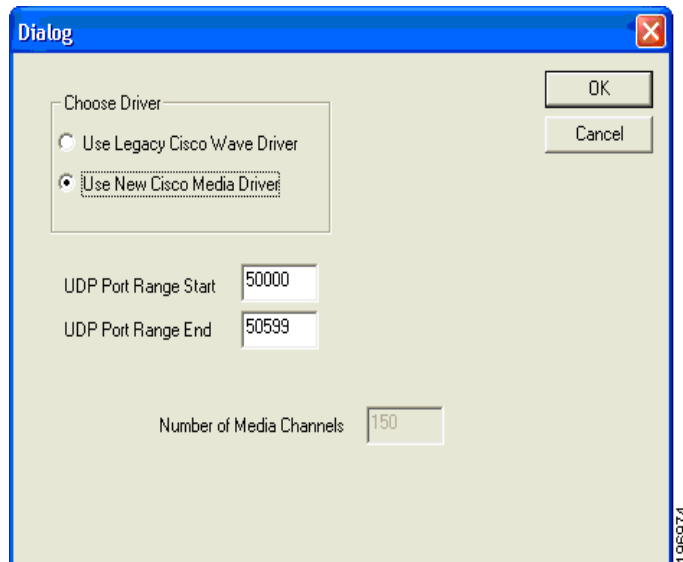 Dialog
Choose Driver
Use Legacy Cisco Wave Driver
Use New Cisco Media Driver
OK
Cancel
UDP Port Range Start 50000
UDP Port Range End 50599
Number of Media Channels 150
196974